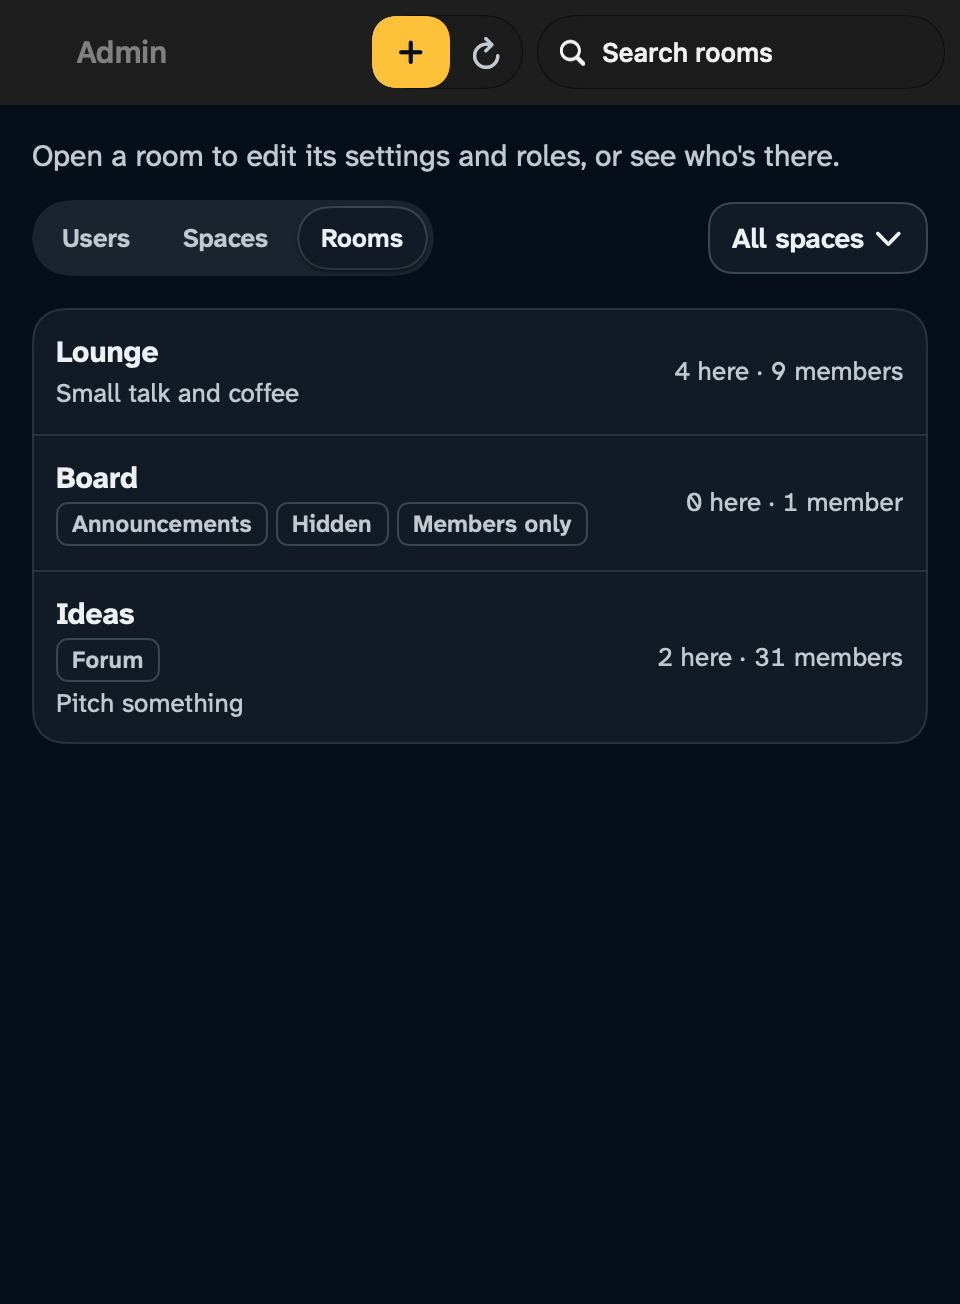 Admin
Search rooms
Open a room to edit its settings and roles, or see who's there.
Users Spaces Rooms
All spaces
Lounge
Small talk and coffee
4 here · 9 members
Board
Announcements Hidden Members only
0 here · 1 member
Ideas
Forum
Pitch something
2 here · 31 members